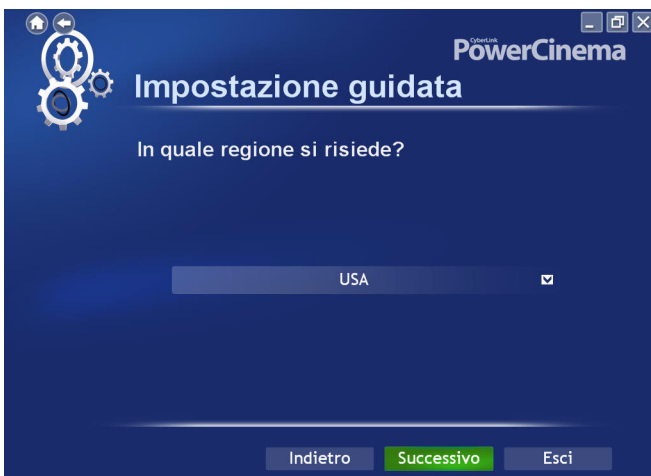 CyberLink
PowerCinema
Impostazione guidata
In quale regione si risiede?
USA
Indietro Successivo Esci